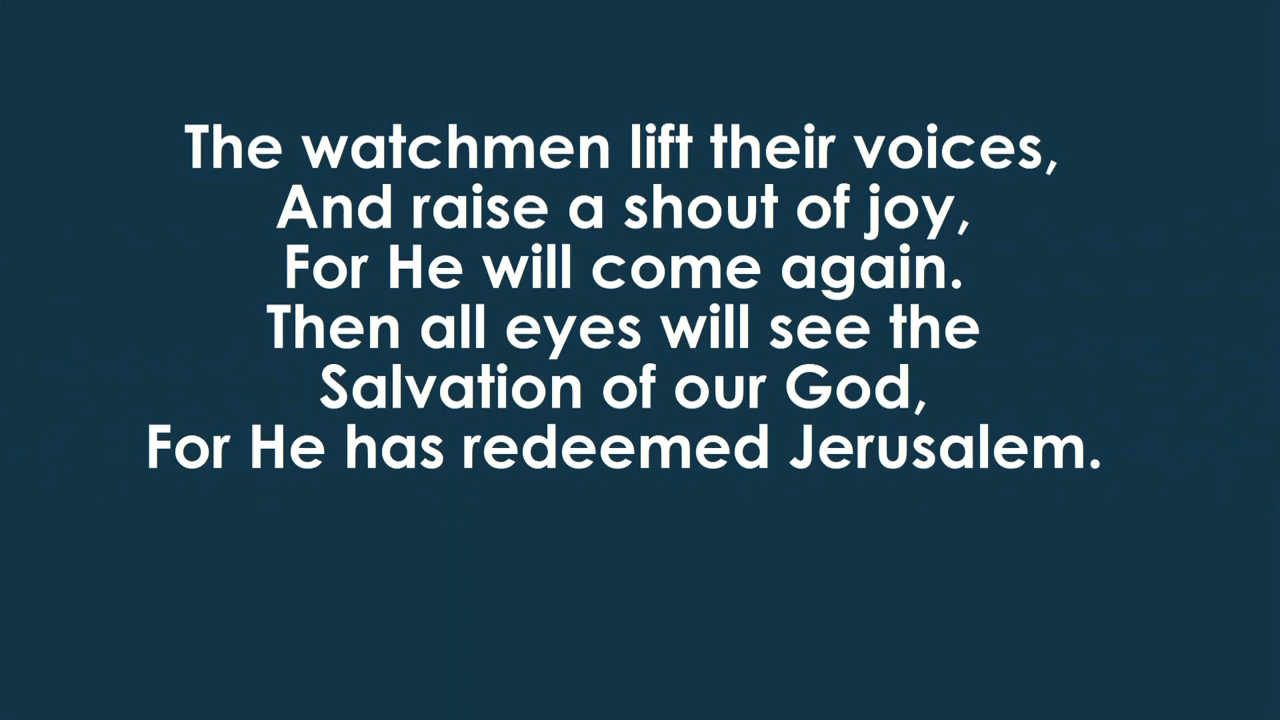 The watchmen lift their voices,
And raise a shout of joy,
For He will come again.
Then all eyes will see the
Salvation of our God,
For He has redeemed Jerusalem.